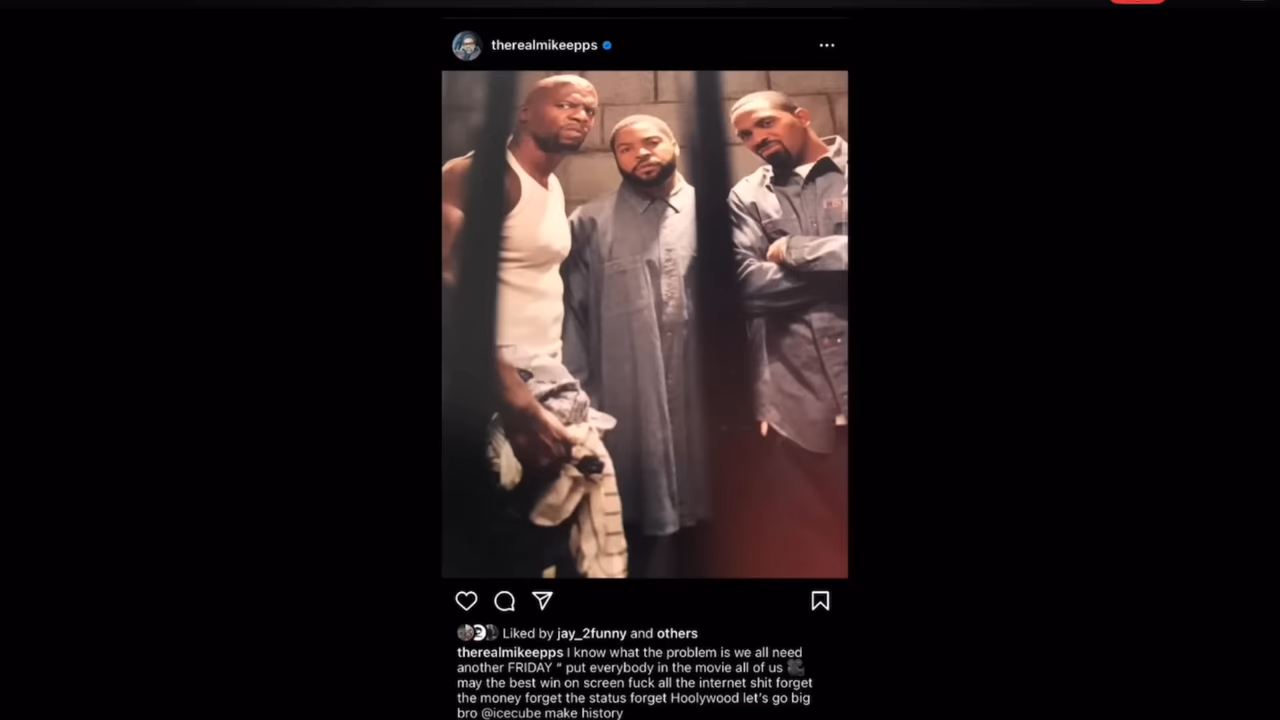 therealmikeepps
Liked by jay_2funny and others
therealmikeepps I know what the problem is we all need
another FRIDAY " put everybody in the movie all of us
may the best win on screen fuck all the internet shit forget
the money forget the status forget Hoolywood let's go big
bro @icecube make history